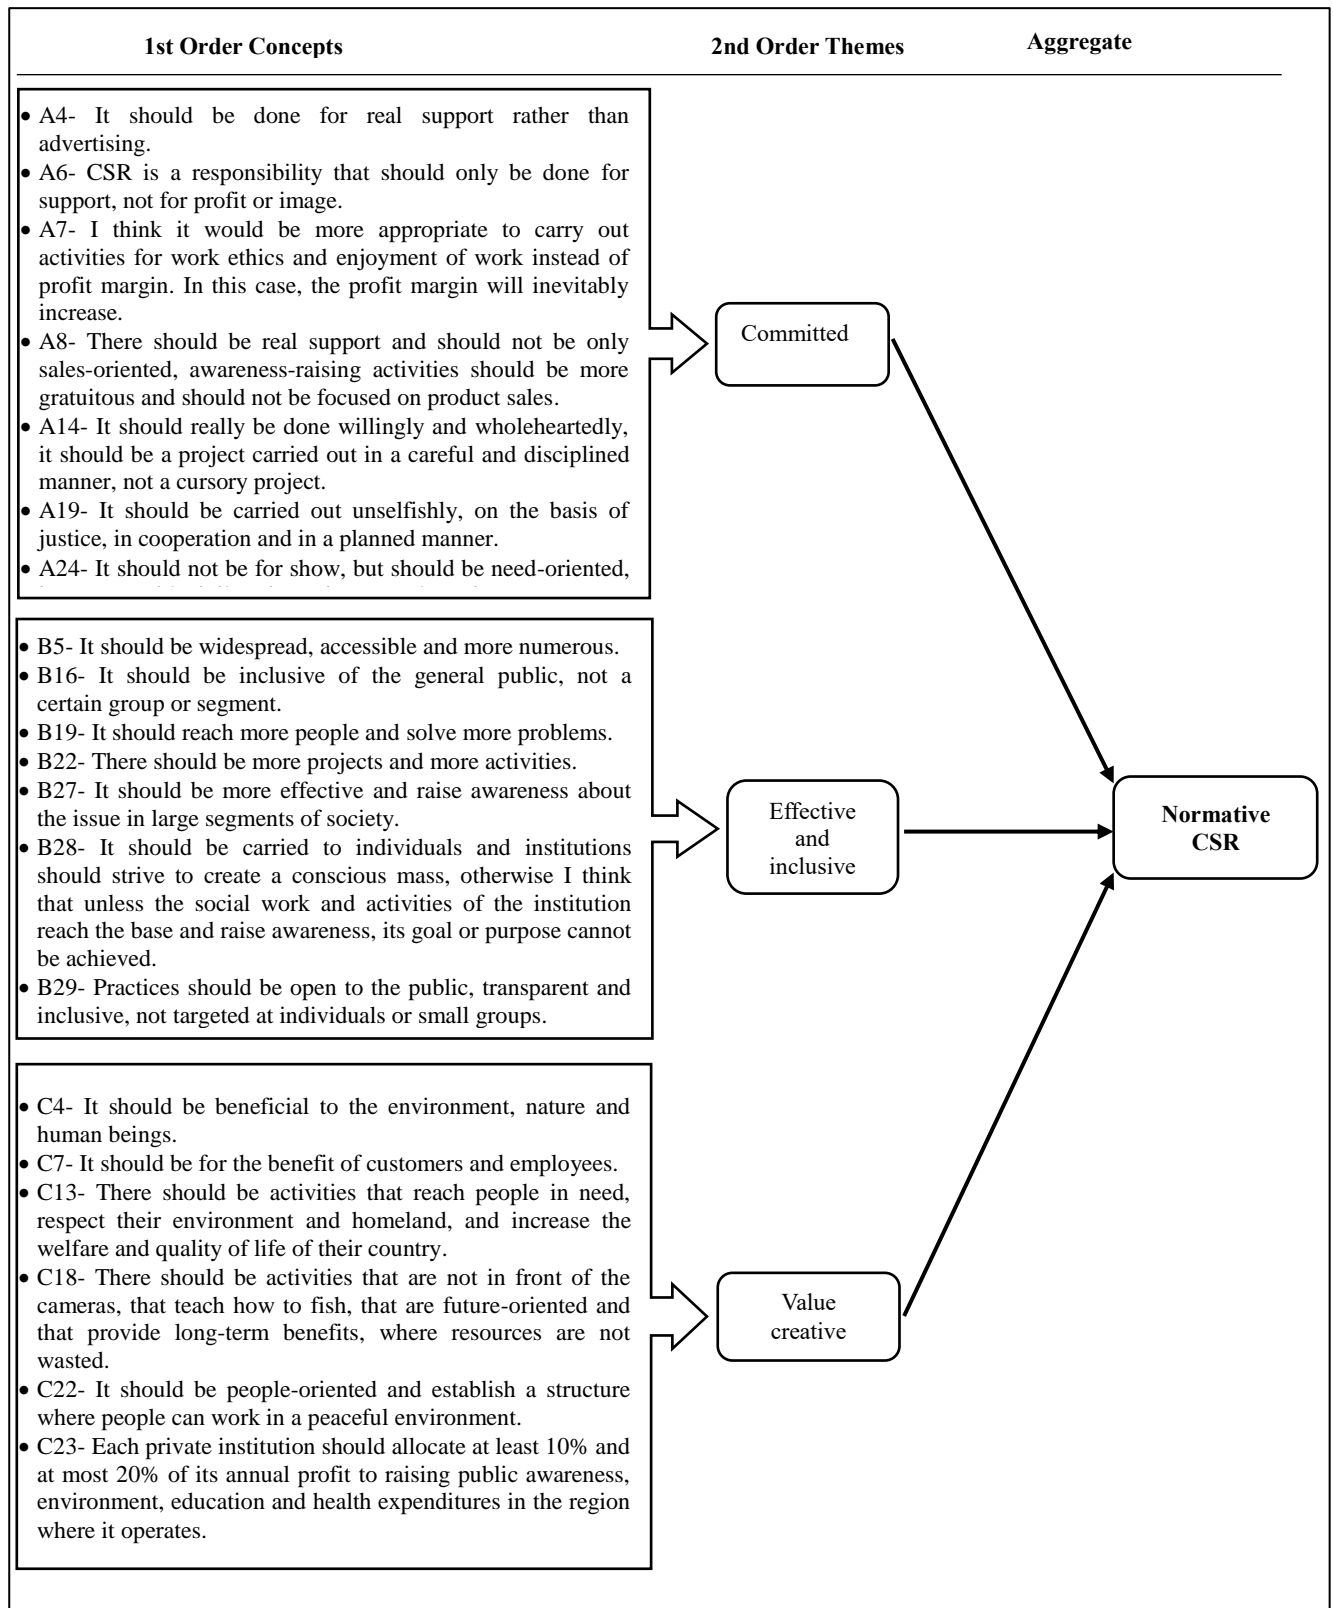 1st Order Concepts
2nd Order Themes
Aggregate
• A4- It should be done for real support rather than
advertising.
• A6- CSR is a responsibility that should only be done for
support, not for profit or image.
• A7- I think it would be more appropriate to carry out
activities for work ethics and enjoyment of work instead of
profit margin. In this case, the profit margin will inevitably
increase.
• A8- There should be real support and should not be only
sales-oriented, awareness-raising activities should be more
gratuitous and should not be focused on product sales.
• A14- It should really be done willingly and wholeheartedly,
it should be a project carried out in a careful and disciplined
manner, not a cursory project.
• A19- It should be carried out unselfishly, on the basis of
justice, in cooperation and in a planned manner.
• A24- It should not be for show, but should be need-oriented,
Committed
• B5- It should be widespread, accessible and more numerous.
• B16- It should be inclusive of the general public, not a
certain group or segment.
• B19- It should reach more people and solve more problems.
• B22- There should be more projects and more activities.
• B27- It should be more effective and raise awareness about
the issue in large segments of society.
• B28- It should be carried to individuals and institutions
should strive to create a conscious mass, otherwise I think
that unless the social work and activities of the institution
reach the base and raise awareness, its goal or purpose cannot
be achieved.
• B29- Practices should be open to the public, transparent and
inclusive, not targeted at individuals or small groups.
Effective
and
inclusive
Normative
CSR
• C4- It should be beneficial to the environment, nature and
human beings.
• C7- It should be for the benefit of customers and employees.
• C13- There should be activities that reach people in need,
respect their environment and homeland, and increase the
welfare and quality of life of their country.
• C18- There should be activities that are not in front of the
cameras, that teach how to fish, that are future-oriented and
that provide long-term benefits, where resources are not
wasted.
• C22- It should be people-oriented and establish a structure
where people can work in a peaceful environment.
• C23- Each private institution should allocate at least 10% and
at most 20% of its annual profit to raising public awareness,
environment, education and health expenditures in the region
where it operates.
Value
creative